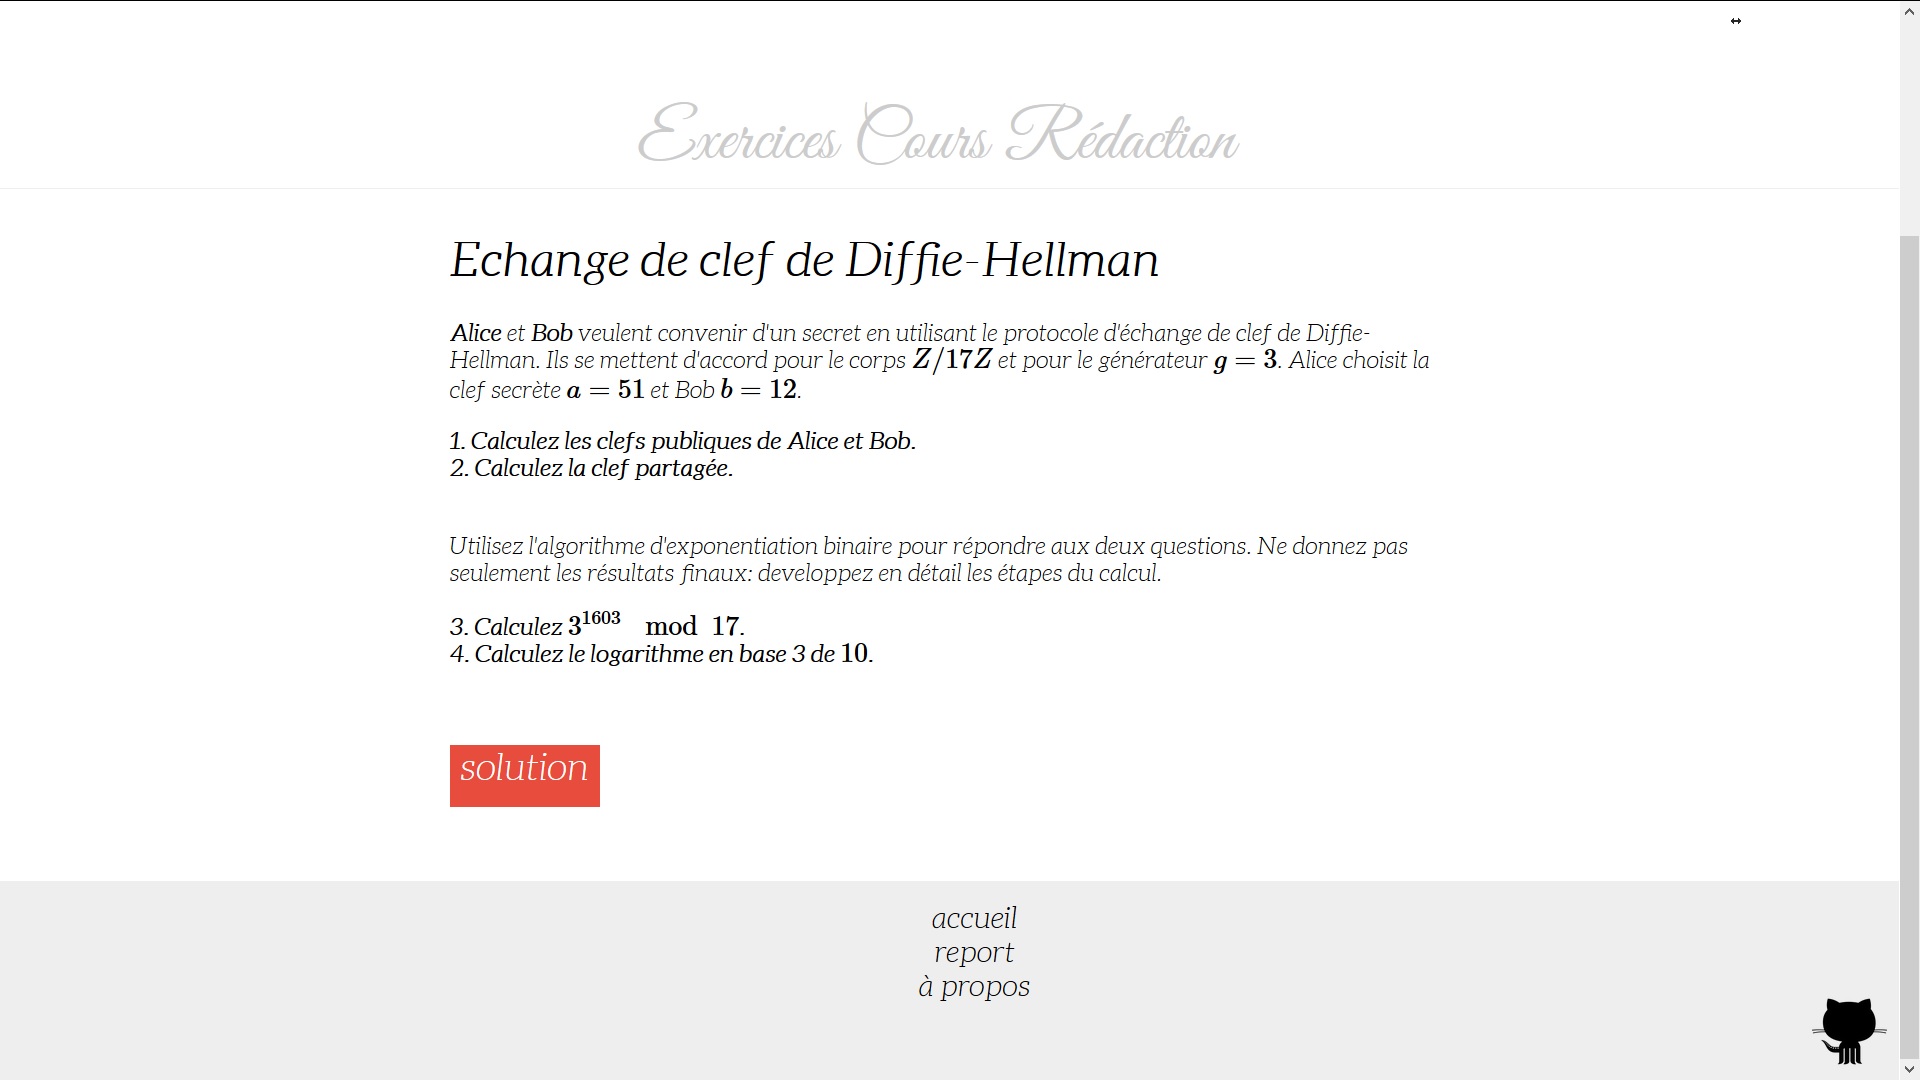 Exercices Cours Rédaction
Echange de clef de Diffie-Hellman
Alice et Bob veulent convenir d'un secret en utilisant le protocole d'échange de clef de Diffie-
Hellman. Ils se mettent d'accord pour le corps Z/17Z et pour le générateur g = 3. Alice choisit la
clef secrète a = 51 et Bob b = 12.
1. Calculez les clefs publiques de Alice et Bob.
2. Calculez la clef partagée.
Utilisez l'algorithme d'exponentiation binaire pour répondre aux deux questions. Ne donnez pas
seulement les résultats finaux: developpez en détail les étapes du calcul.
3. Calculez 3^1603 mod 17.
4. Calculez le logarithme en base 3 de 10.
solution
accueil
report
à propos